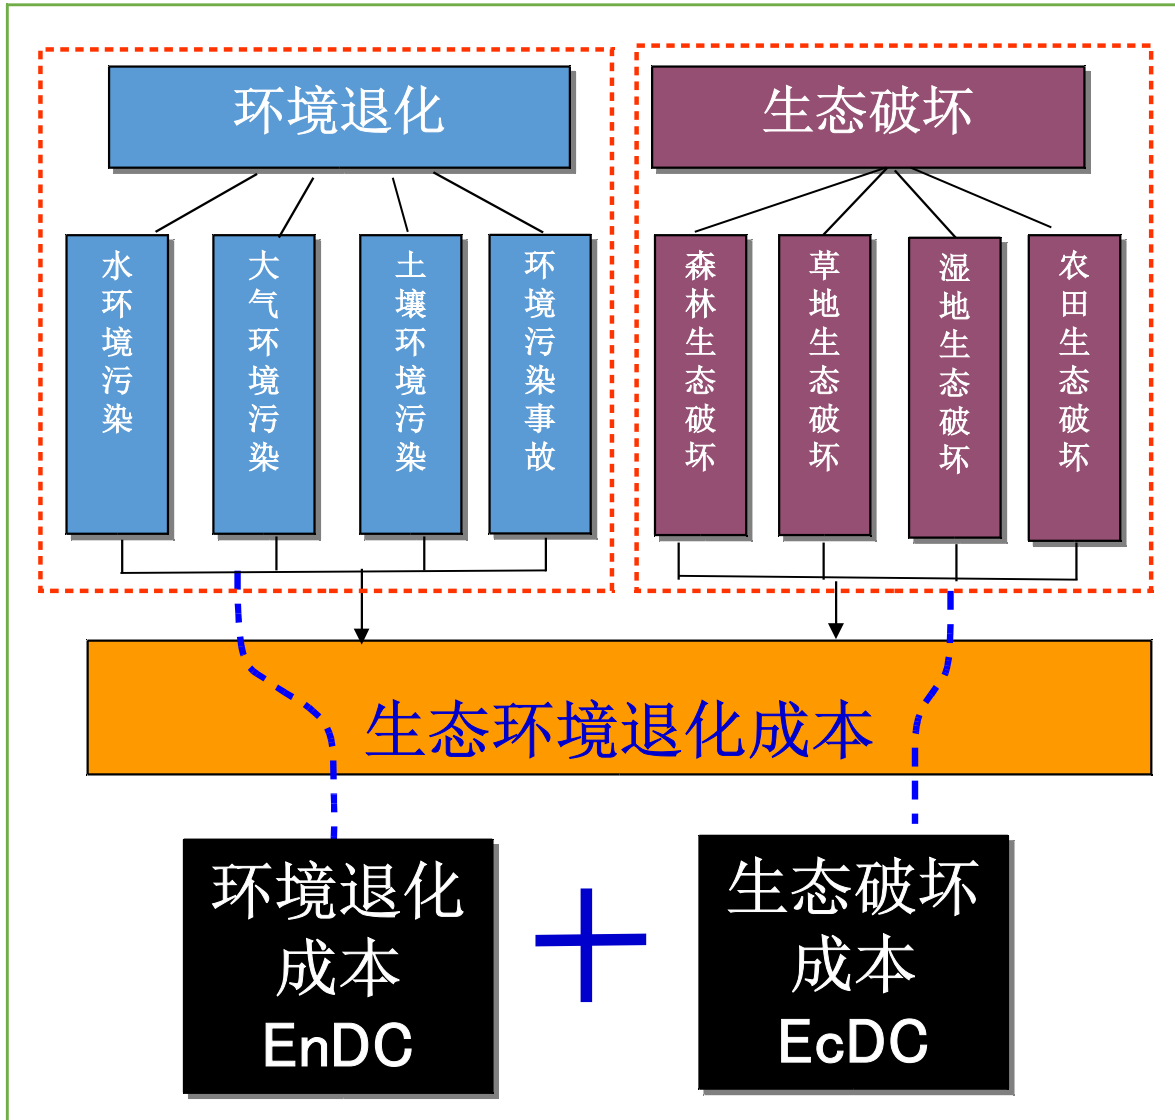 环境退化
生态破坏
水环境污染
大气环境污染
土壤环境污染
环境污染事故
森林生态破坏
草地生态破坏
湿地生态破坏
农田生态破坏
生态环境退化成本
环境退化
成本
EnDC
生态破坏
成本
EcDC